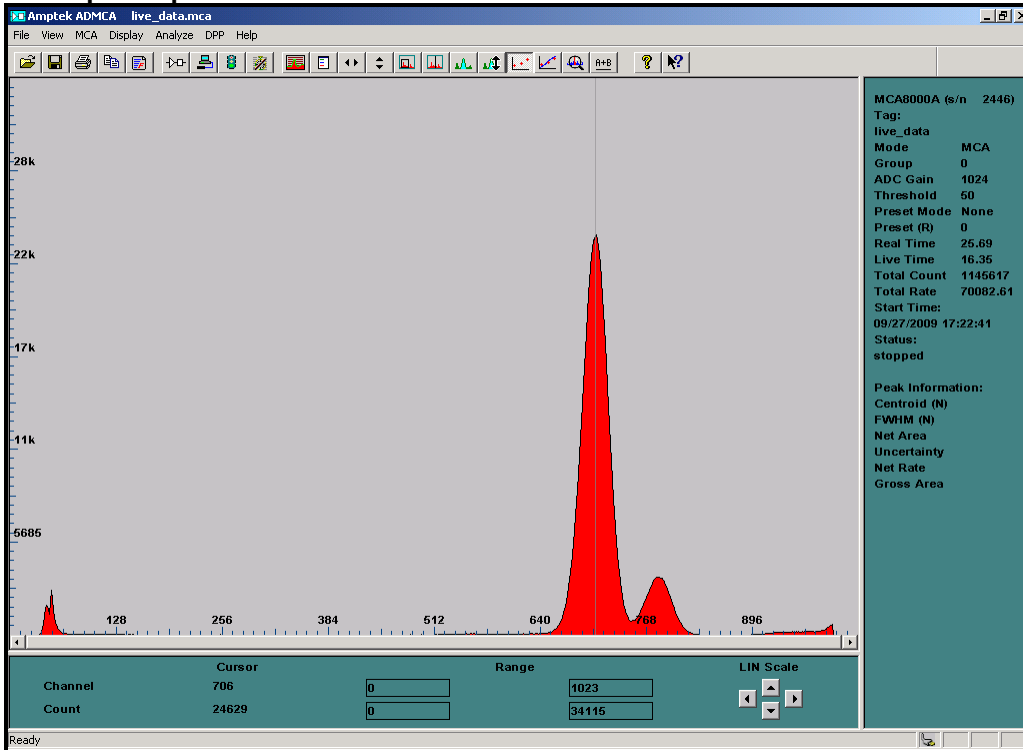 Amptek ADMCA live_data.mca
File View MCA Display Analyze DPP Help
A+B
28k
22k
17k
11k
5685
128 256 384 512 640 768 896
MCA8000A (s/n 2446)
Tag:
live_data
Mode MCA
Group 0
ADC Gain 1024
Threshold 50
Preset Mode None
Preset (R) 0
Real Time 25.69
Live Time 16.35
Total Count 1145617
Total Rate 70082.61
Start Time:
09/27/2009 17:22:41
Status:
stopped
Peak Information:
Centroid (N)
FWHM (N)
Net Area
Uncertainty
Net Rate
Gross Area
Cursor Range LIN Scale
Channel 706 0 1023
Count 24629 0 34115
Ready